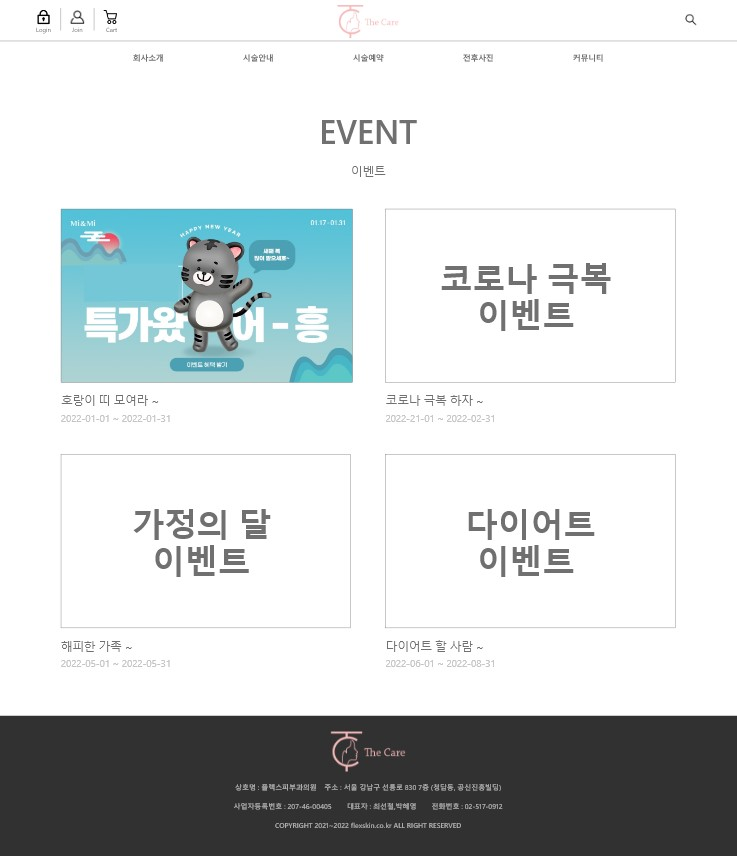 Login Join Cart The Care
회사소개 시술안내 시술예약 전후사진 커뮤니티
EVENT
이벤트
Mi&Mi 01.17 - 01.31
HAPPY NEW YEAR
새해 복
많이 받으세용~
특가왔 어-흥
이벤트 혜택 받기
호랑이 띠 모여라 ~
2022-01-01 ~ 2022-01-31
코로나 극복
이벤트
코로나 극복 하자 ~
2022-21-01 ~ 2022-02-31
가정의 달
이벤트
해피한 가족 ~
2022-05-01 ~ 2022-05-31
다이어트
이벤트
다이어트 할 사람 ~
2022-06-01 ~ 2022-08-31
The Care
상호명 : 플렉스피부과의원 주소 : 서울 강남구 선릉로 830 7층 (청담동, 공신진흥빌딩)
사업자등록번호 : 207-46-00405 대표자 : 최선철,박혜영 전화번호 : 02-517-0912
COPYRIGHT 2021~2022 flexskin.co.kr ALL RIGHT RESERVED